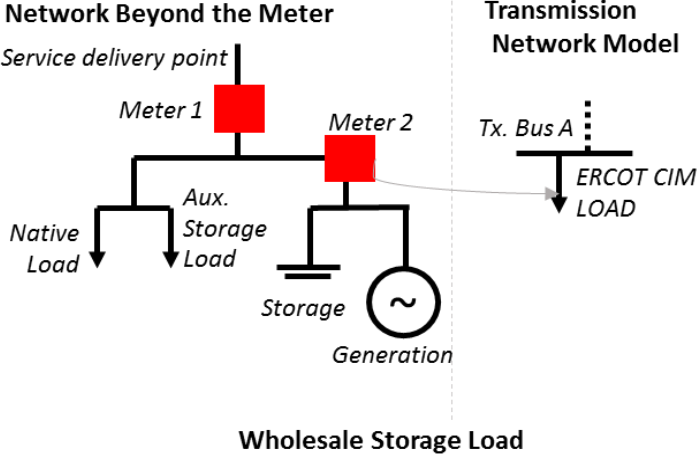 Network Beyond the Meter
Transmission
Network Model
Service delivery point
Meter 1
Meter 2
Tx. Bus A
ERCOT CIM
LOAD
Aux.
Storage
Load
Native
Load
Storage
~
Generation
Wholesale Storage Load